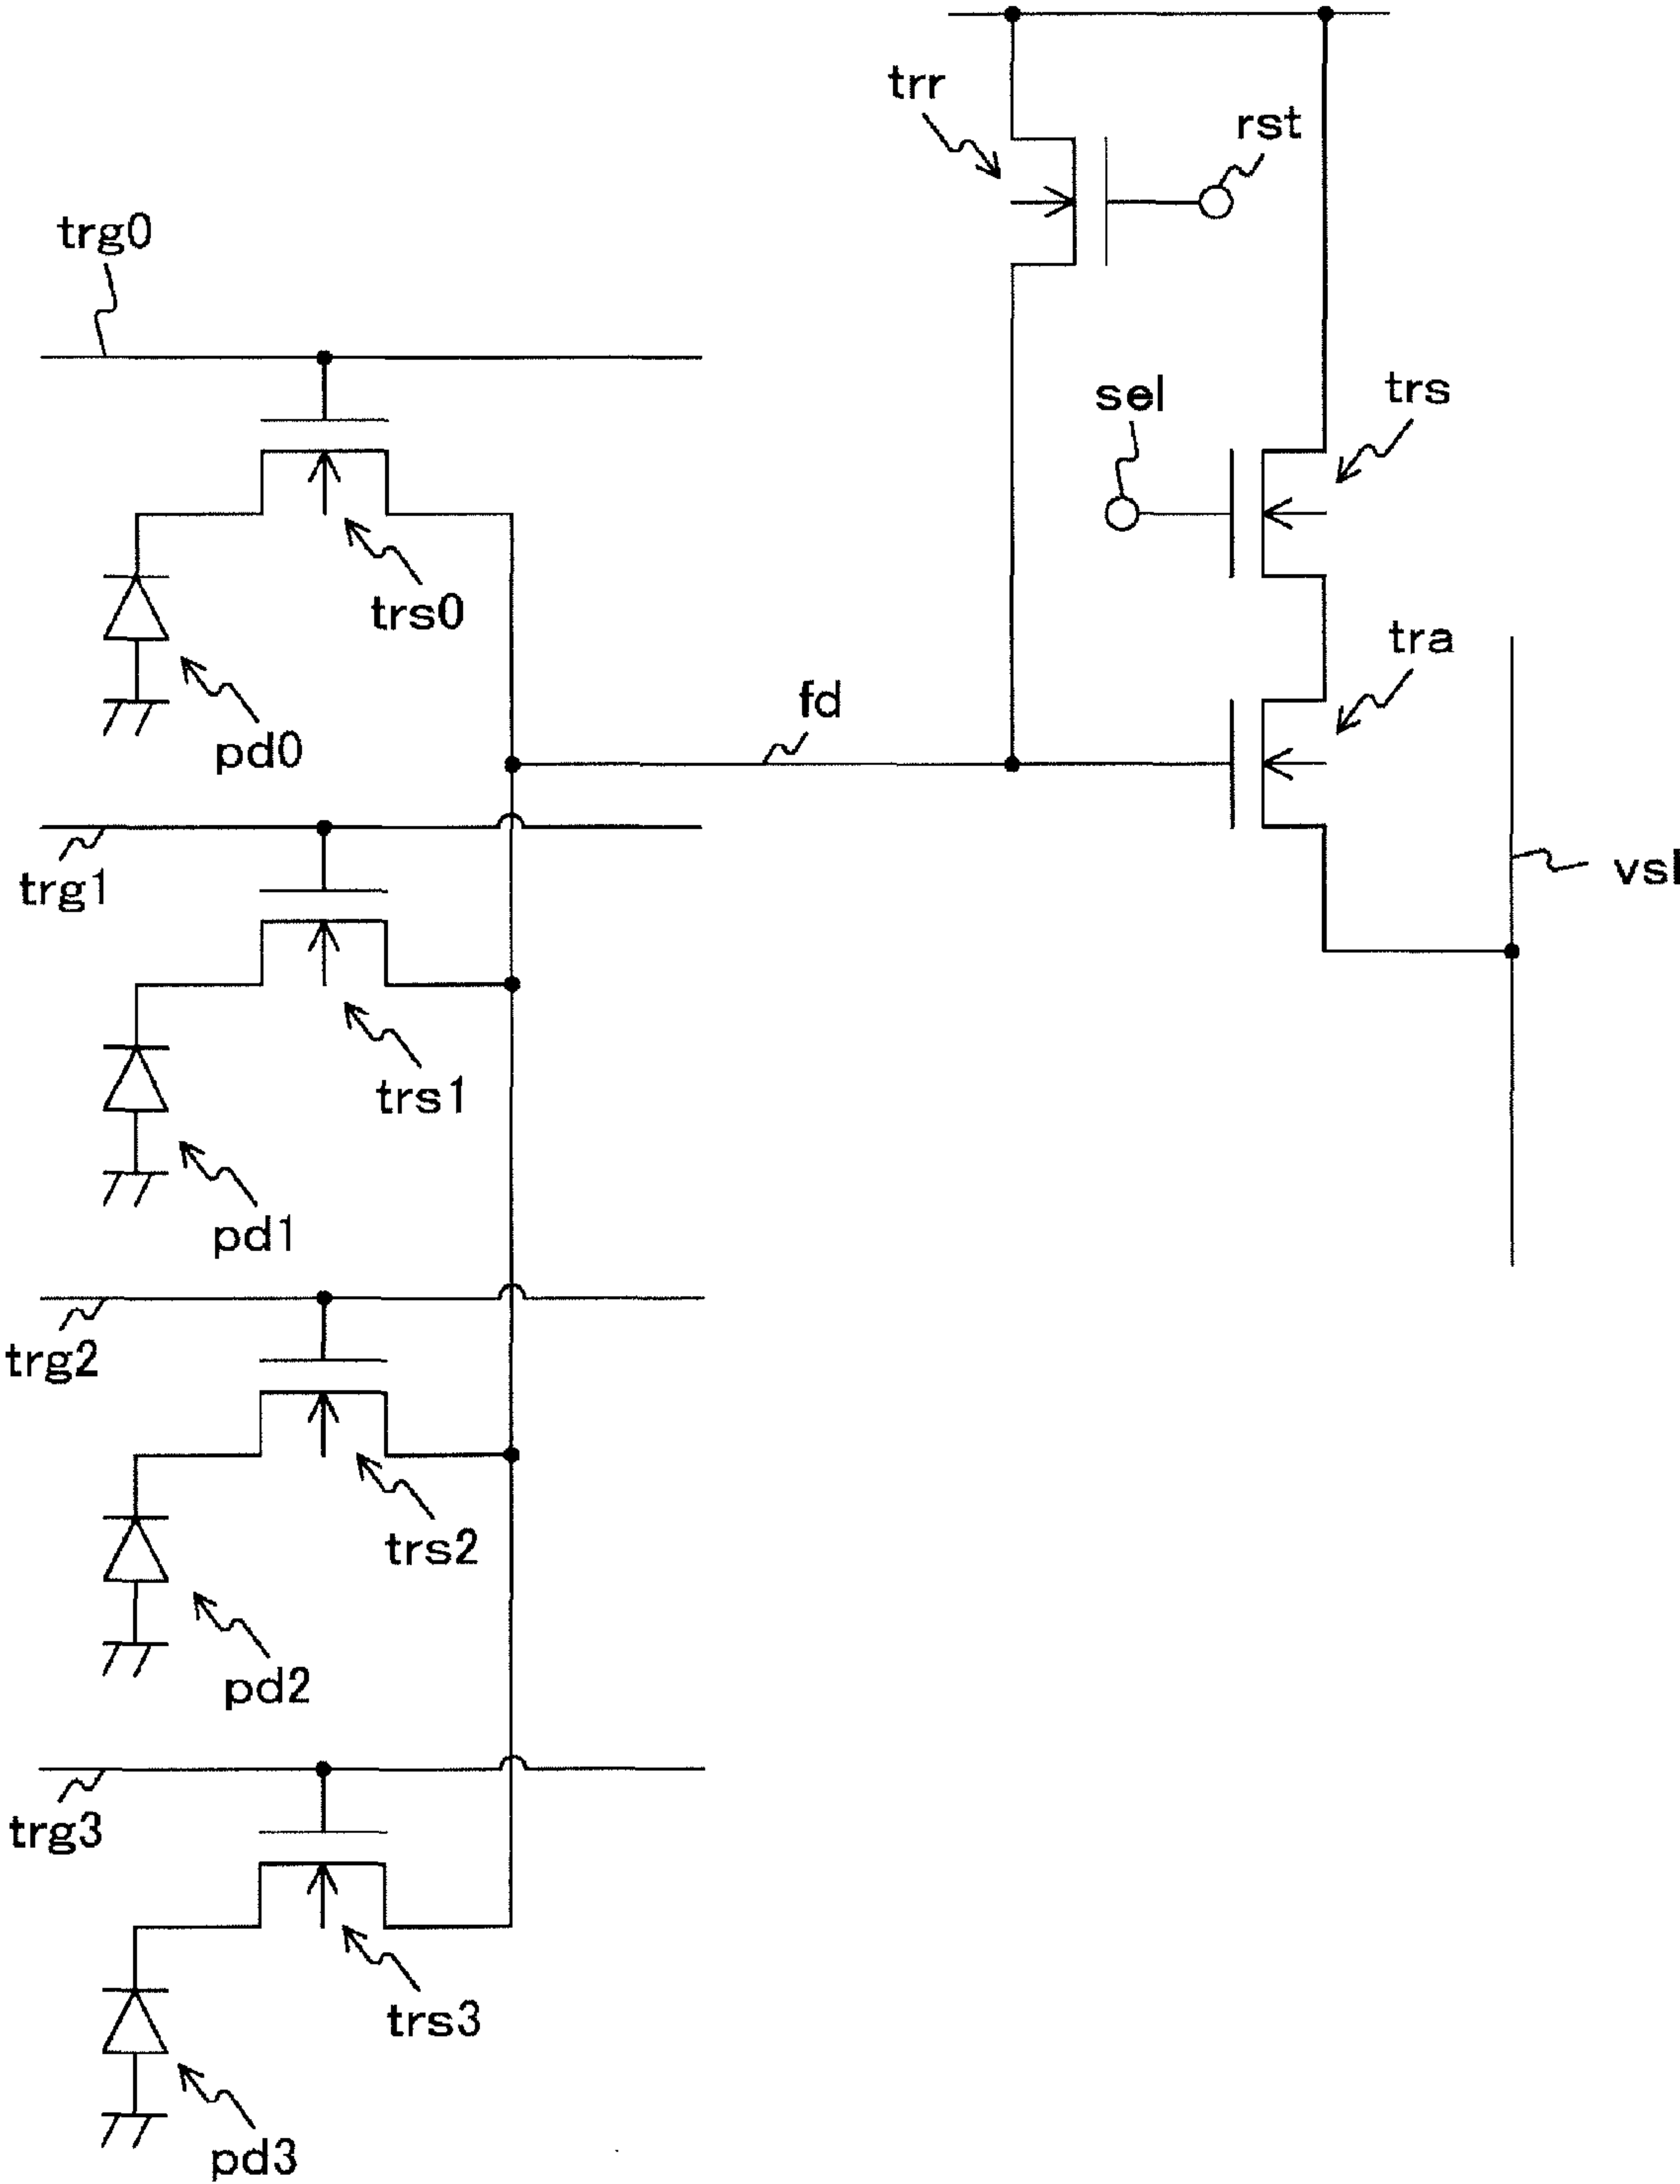 trr
rst
trg0
sel
trs
trs0
tra
fd
pd0
vsl
trg1
trs1
pd1
trg2
trs2
pd2
trg3
trs3
pd3